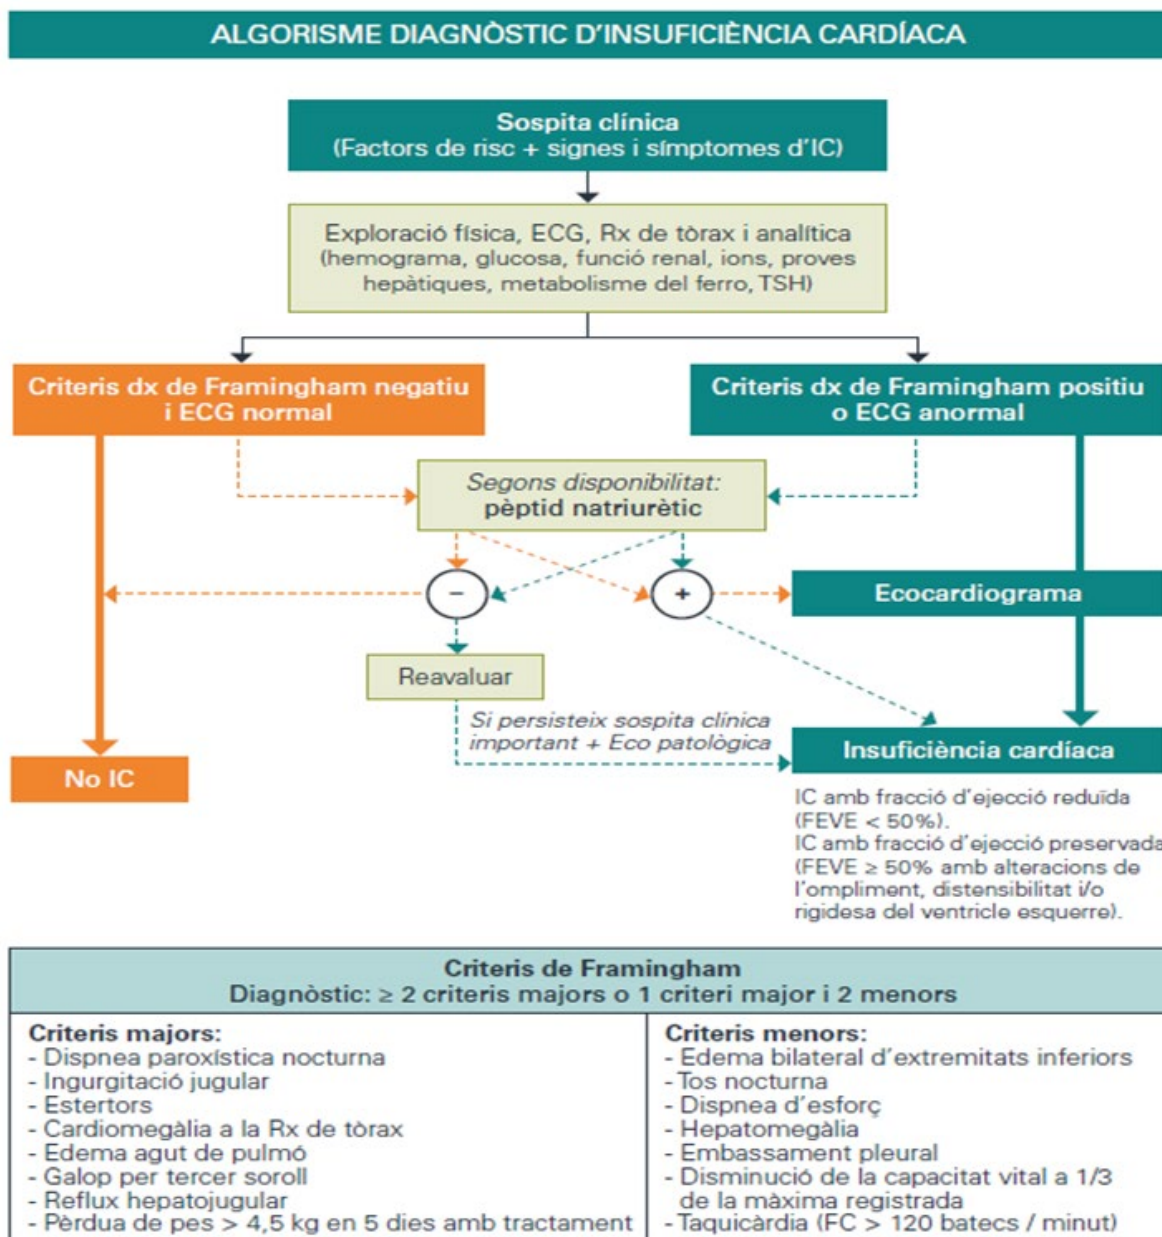 ALGORISME DIAGNÒSTIC D'INSUFICIÈNCIA CARDÍACA
Sospita clínica
(Factors de risc + signes i símptomes d'IC)
Exploració física, ECG, Rx de tòrax i analítica
(hemograma, glucosa, funció renal, ions, proves
hepàtiques, metabolisme del ferro, TSH)
Criteris dx de Framingham negatiu
i ECG normal
Criteris dx de Framingham positiu
o ECG anormal
Segons disponibilitat:
pèptid natriurètic
–
+
Ecocardiograma
Reavaluar
Si persisteix sospita clínica
important + Eco patològica
Insuficiència cardíaca
No IC
IC amb fracció d'ejecció reduïda
(FEVE < 50%).
IC amb fracció d'ejecció preservada
(FEVE ≥ 50% amb alteracions de
l'ompliment, distensibilitat i/o
rigidesa del ventricle esquerre).
Criteris de Framingham
Diagnòstic: ≥ 2 criteris majors o 1 criteri major i 2 menors
Criteris majors:
- Dispnea paroxística nocturna
- Ingurgitació jugular
- Estertors
- Cardiomegàlia a la Rx de tòrax
- Edema agut de pulmó
- Galop per tercer soroll
- Reflux hepatojugular
- Pèrdua de pes > 4,5 kg en 5 dies amb tractament
Criteris menors:
- Edema bilateral d'extremitats inferiors
- Tos nocturna
- Dispnea d'esforç
- Hepatomegàlia
- Embassament pleural
- Disminució de la capacitat vital a 1/3
de la màxima registrada
- Taquicàrdia (FC > 120 batecs / minut)